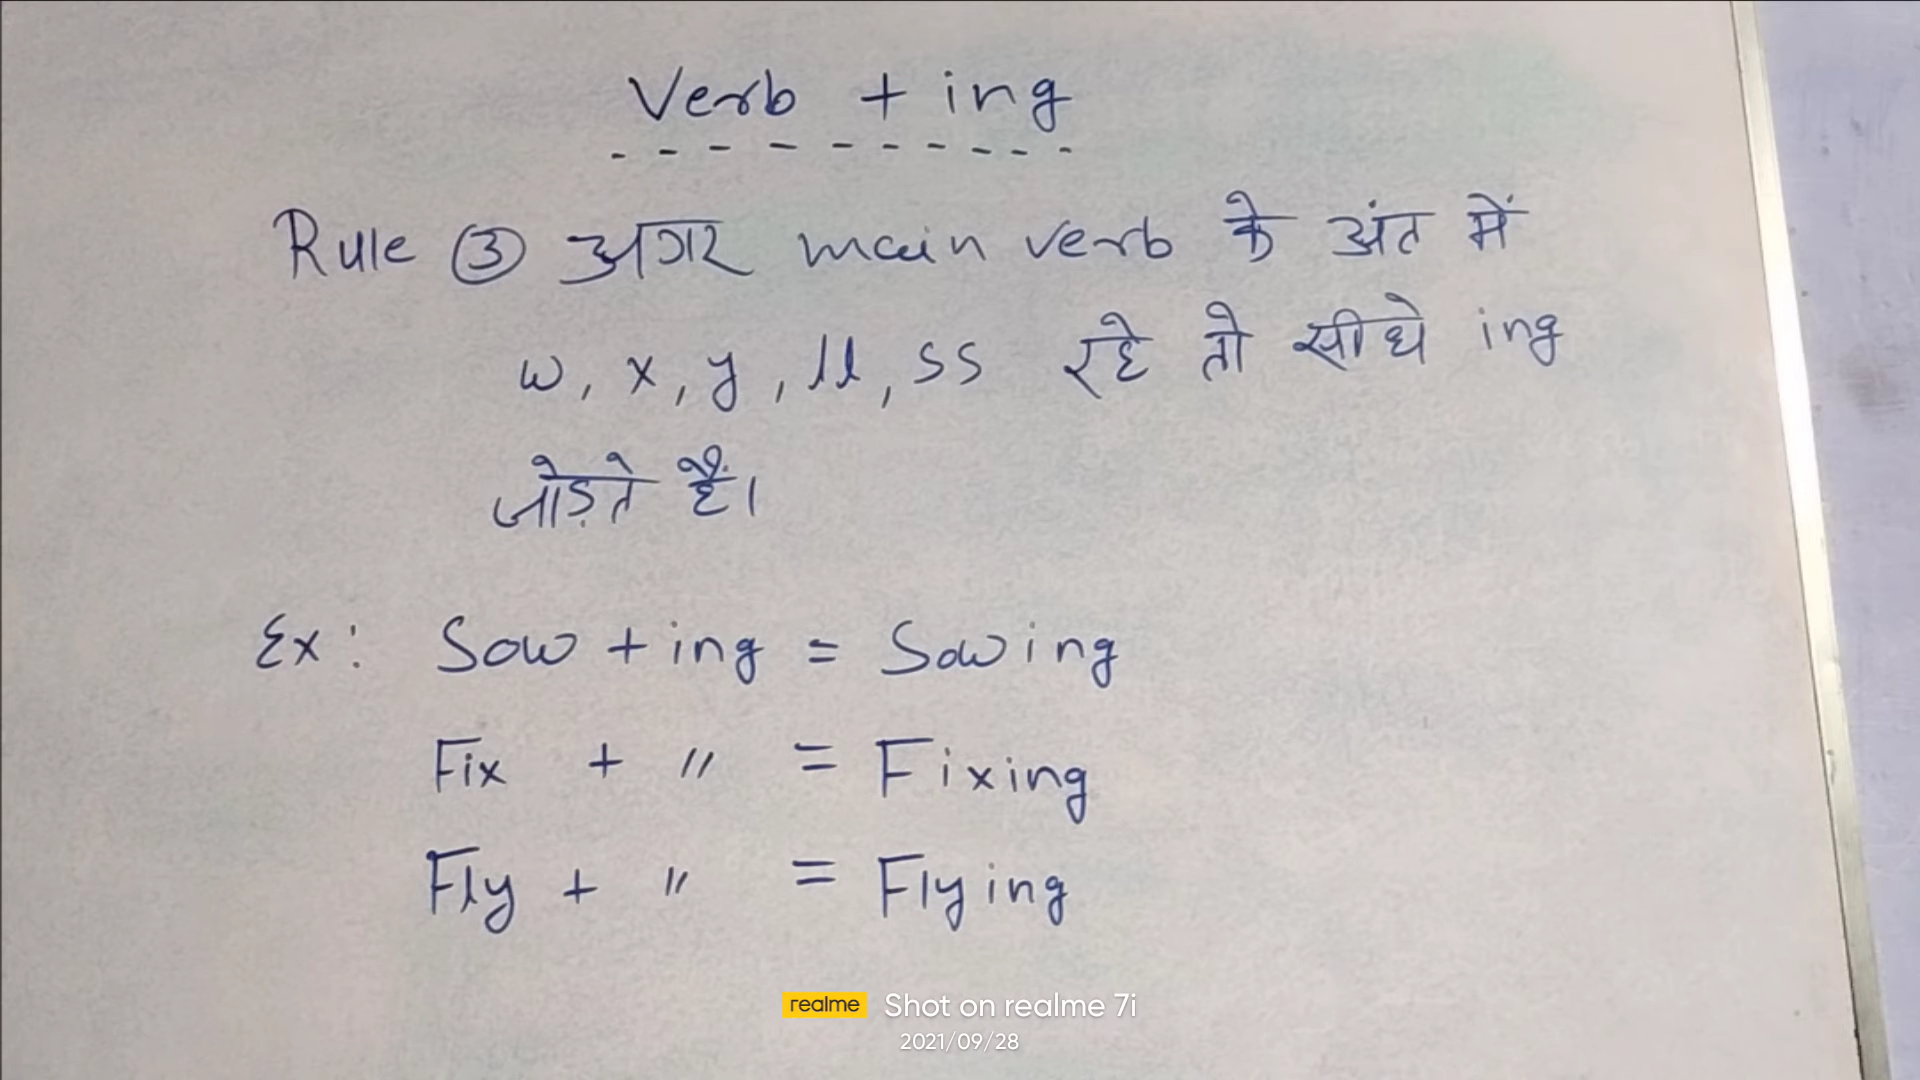 Verb + ing
Rule ③ अगर main verb के अंत में
w, x, y, ll, ss रहे तो सीधे ing
जोड़ते हैं।
Ex: Sow + ing = Sowing
Fix + " = Fixing
Fly + " = Flying
realme Shot on realme 7i
2021/09/28